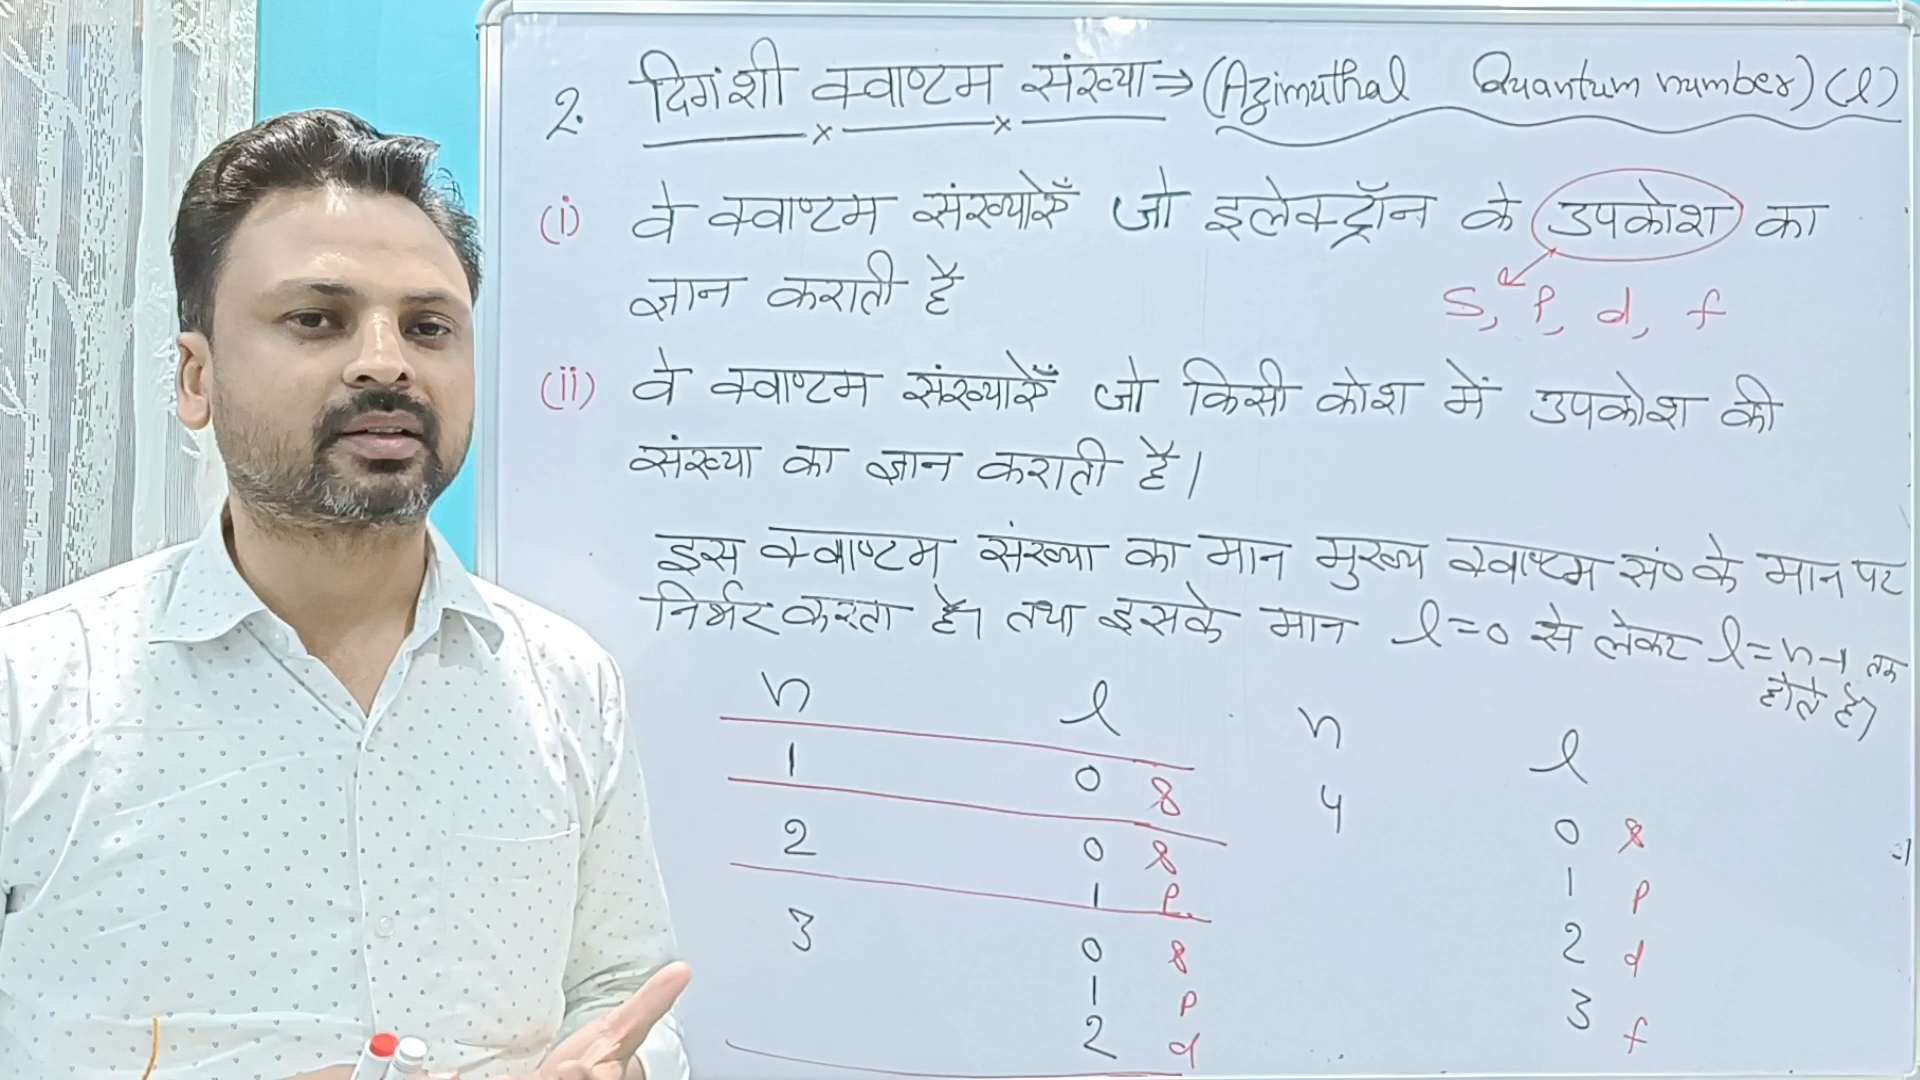 2. दिगंशी क्वाण्टम संख्या → (Azimuthal Quantum number) (l)
(i) वे क्वाण्टम संख्याएँ जो इलेक्ट्रॉन के उपकोश का
ज्ञान कराती है
s, p, d, f
(ii) वे क्वाण्टम संख्याएँ जो किसी कोश में उपकोश की
संख्या का ज्ञान कराती है।
इस क्वाण्टम संख्या का मान मुख्य क्वाण्टम सं० के मान पर
निर्भर करता है। तथा इसके मान l=0 से लेकर l=n-1 तक
होते है।
n l n l
1 0 s 4
0 s
2 0 s
1 p 1 p
3 0 s 2 d
1 p 3 f
2 d